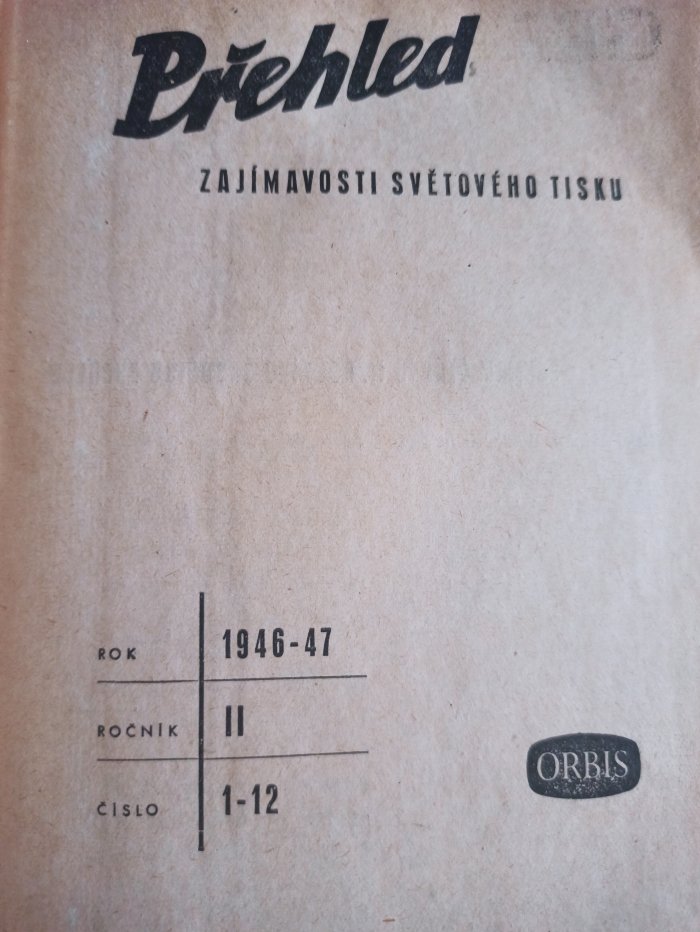 Přehled
ZAJÍMAVOSTI SVĚTOVÉHO TISKU
ROK 1946-47
ROČNÍK II
ČÍSLO 1-12
ORBIS